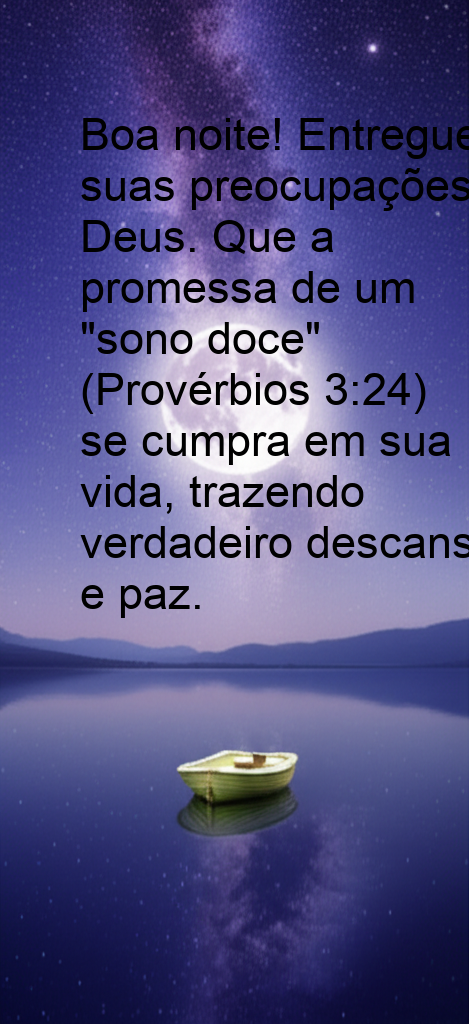 Boa noite! Entregue
suas preocupações
Deus. Que a
promessa de um
"sono doce"
(Provérbios 3:24)
se cumpra em sua
vida, trazendo
verdadeiro descans
e paz.